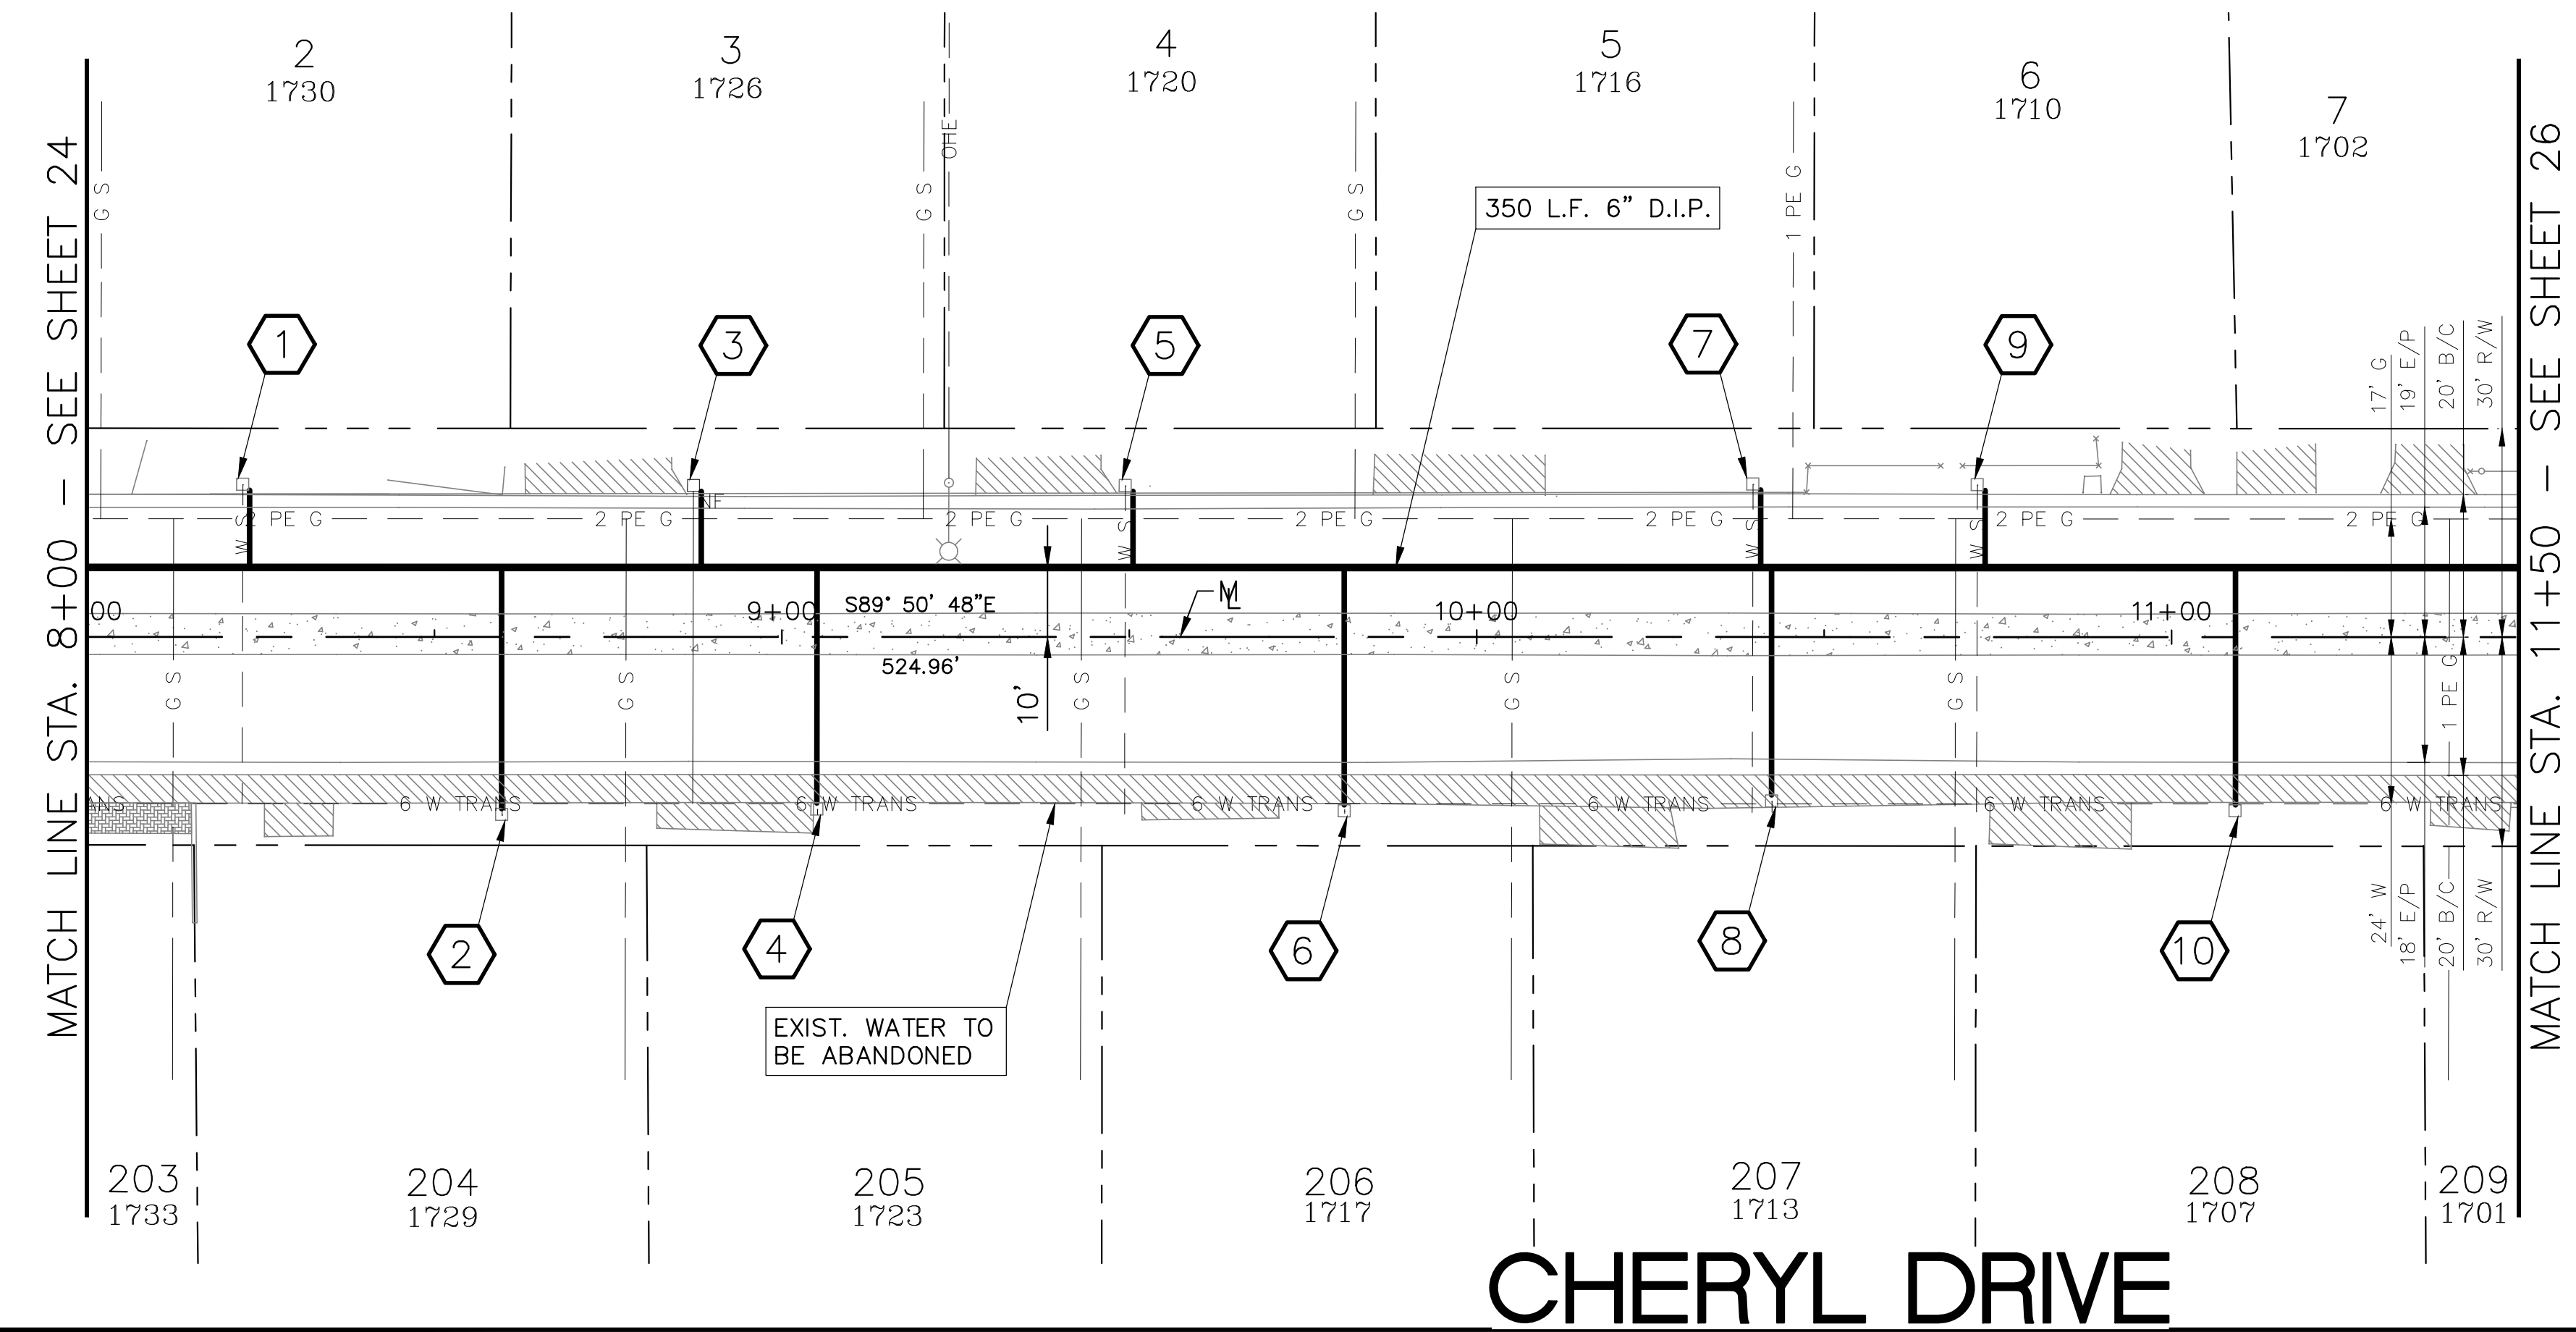 2
1730
3
1726
4
1720
5
1716
6
1710
7
1702
MATCH LINE STA. 8+00 – SEE SHEET 24
MATCH LINE STA. 11+50 – SEE SHEET 26
G S
G S
OHE
G S
1 PE G
350 L.F. 6” D.I.P.
1
3
5
7
9
17' G
19' E/P
20' B/C
30' R/W
W S
W S
W S
W S
2 PE G
2 PE G
2 PE G
2 PE G
2 PE G
2 PE G
2 PE G
00
9+00
S89° 50' 48”E
524.96'
10'
ML
10+00
11+00
G S
G S
G S
G S
G S
1 PE G
ANS
6 W TRANS
6 W TRANS
6 W TRANS
6 W TRANS
6 W TRANS
6 W TRANS
2
4
6
8
10
24' W
18' E/P
20' B/C
30' R/W
EXIST. WATER TO
BE ABANDONED
203
1733
204
1729
205
1723
206
1717
207
1713
208
1707
209
1701
CHERYL DRIVE